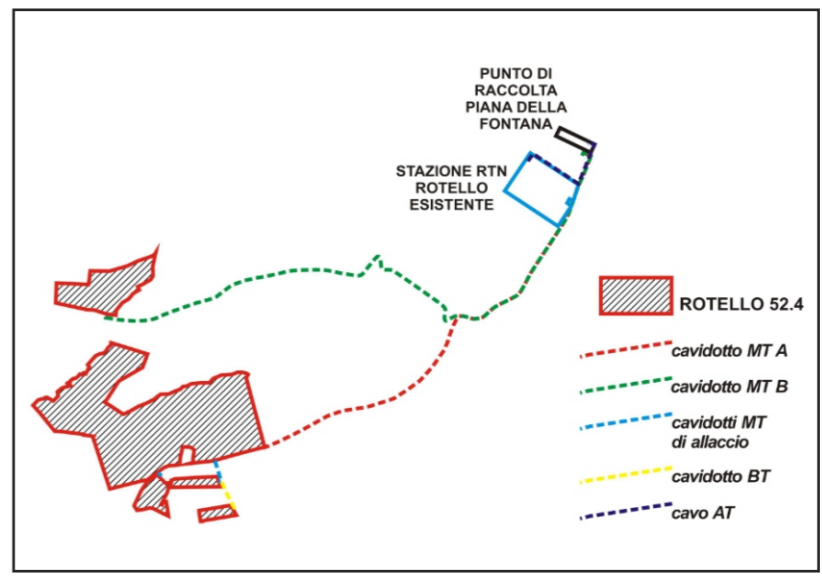 PUNTO DI
RACCOLTA
PIANA DELLA
FONTANA
STAZIONE RTN
ROTELLO
ESISTENTE
ROTELLO 52.4
cavidotto MT A
cavidotto MT B
cavidotti MT
di allaccio
cavidotto BT
cavo AT